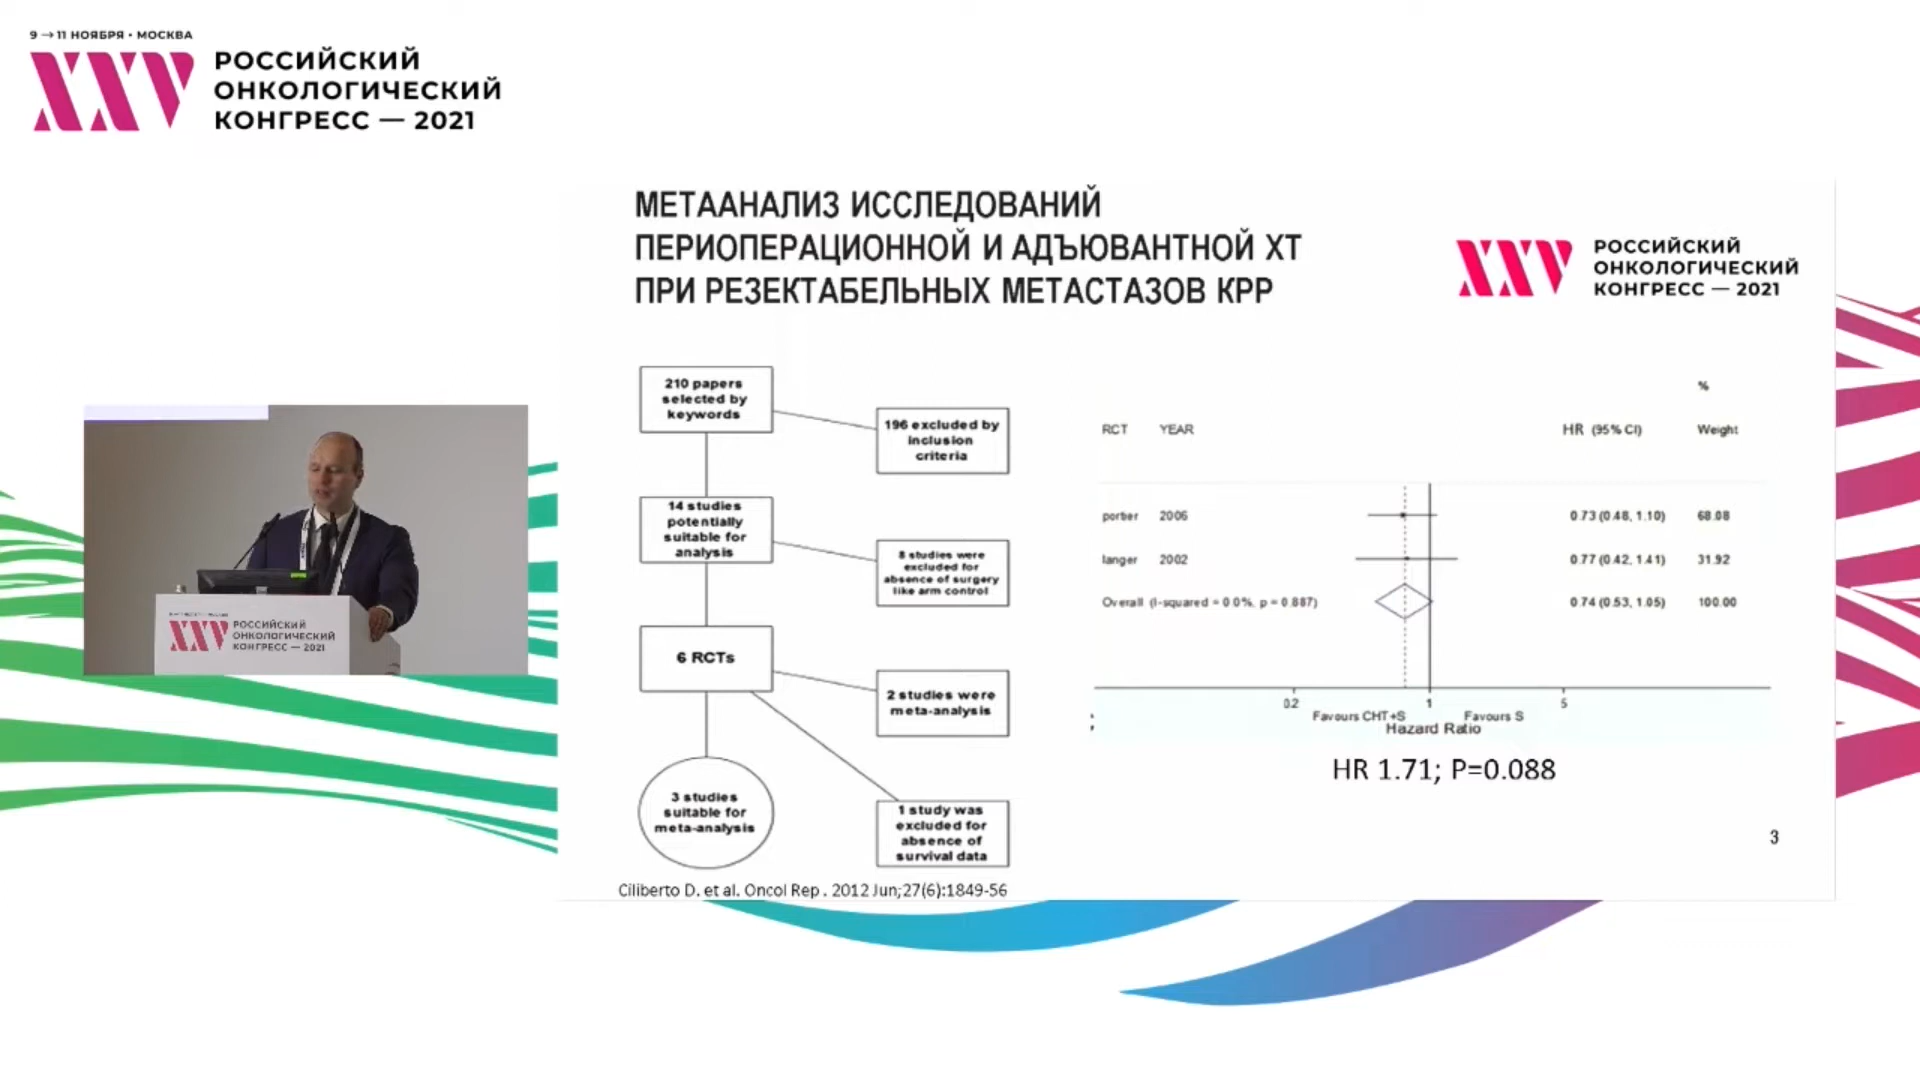 9 → 11 НОЯБРЯ • МОСКВА
XXV
РОССИЙСКИЙ
ОНКОЛОГИЧЕСКИЙ
КОНГРЕСС — 2021
МЕТААНАЛИЗ ИССЛЕДОВАНИЙ
ПЕРИОПЕРАЦИОННОЙ И АДЪЮВАНТНОЙ ХТ
ПРИ РЕЗЕКТАБЕЛЬНЫХ МЕТАСТАЗОВ КРР
XXV
РОССИЙСКИЙ
ОНКОЛОГИЧЕСКИЙ
КОНГРЕСС — 2021
210 papers
selected by
keywords
196 excluded by
inclusion
criteria
14 studies
potentially
suitable for
analysis
8 studies were
excluded for
absence of surgery
like arm control
6 RCTs
2 studies were
meta-analysis
3 studies
suitable for
meta-analysis
1 study was
excluded for
absence of
survival data
%
RCT YEAR HR (95% CI) Weight
portier 2006 0.73 (0.48, 1.10) 68.08
langer 2002 0.77 (0.42, 1.41) 31.92
Overall (I-squared = 0.0%, p = 0.887) 0.74 (0.53, 1.05) 100.00
0.2 1 5
Favours CHT+S Favours S
Hazard Ratio
HR 1.71; P=0.088
3
Ciliberto D. et al. Oncol Rep . 2012 Jun;27(6):1849-56
XXV
РОССИЙСКИЙ
ОНКОЛОГИЧЕСКИЙ
КОНГРЕСС — 2021